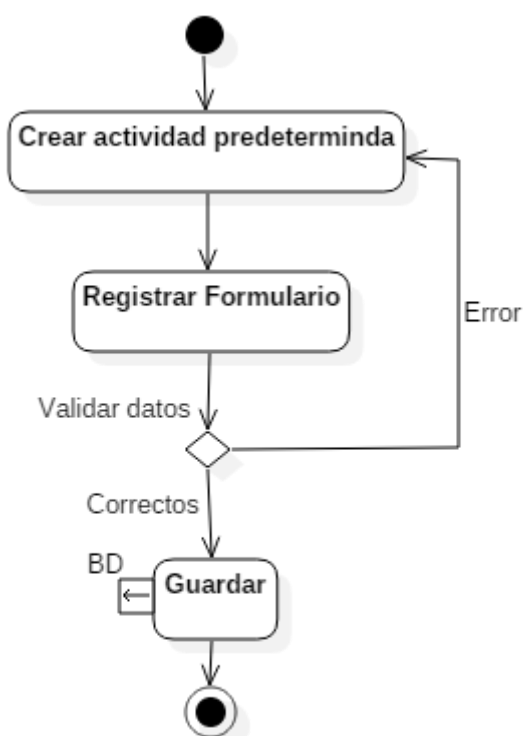 Crear actividad predeterminda
Registrar Formulario
Error
Validar datos
Correctos
BD
Guardar